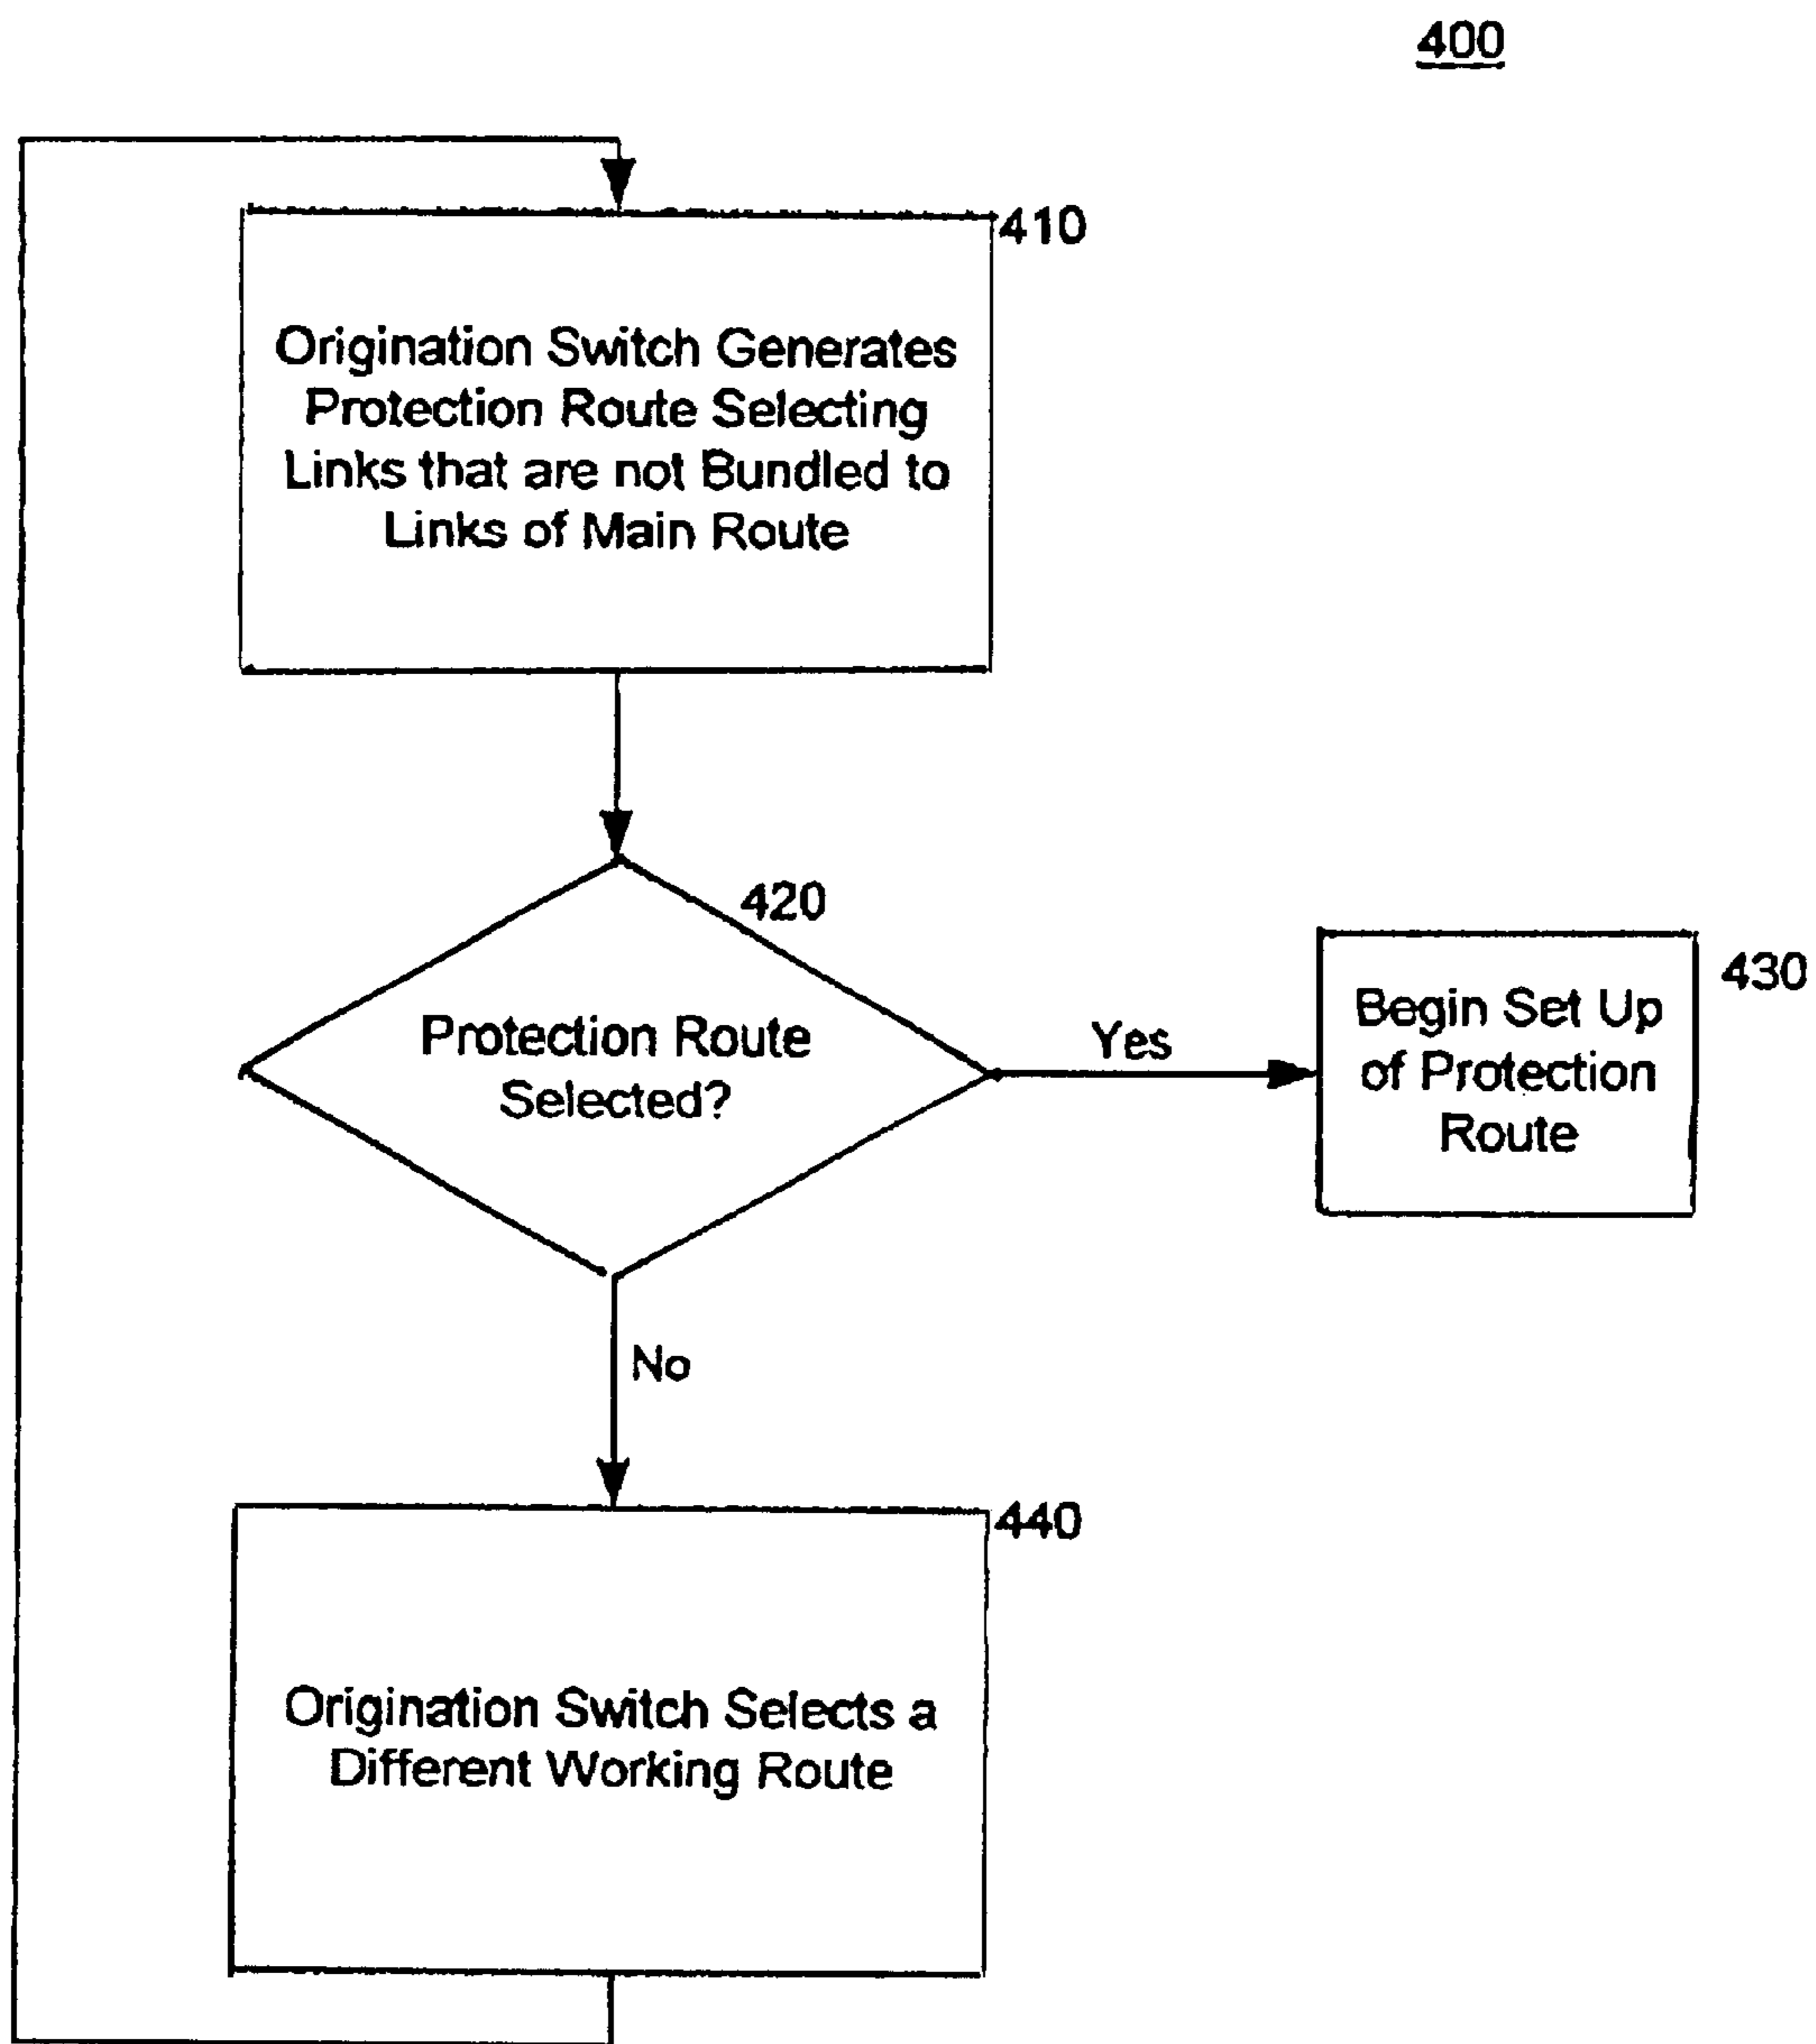 400
410
Origination Switch Generates
Protection Route Selecting
Links that are not Bundled to
Links of Main Route
420
Protection Route
Selected?
Yes
430
Begin Set Up
of Protection
Route
No
440
Origination Switch Selects a
Different Working Route